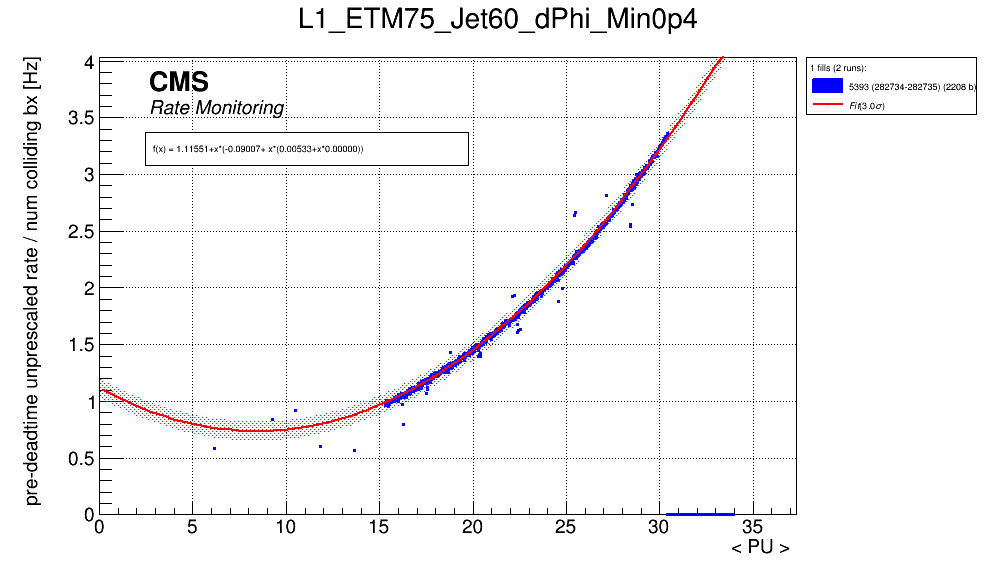 L1_ETM75_Jet60_dPhi_Min0p4
pre-deadtime unprescaled rate / num colliding bx [Hz]
CMS
Rate Monitoring
f(x) = 1.11551+x*(-0.09007+ x*(0.00533+x*0.00000))
4
3.5
3
2.5
2
1.5
1
0.5
0
0 5 10 15 20 25 30 35
< PU >
1 fills (2 runs):
5393 (282734-282735) (2208 b)
Fit(3.0σ)